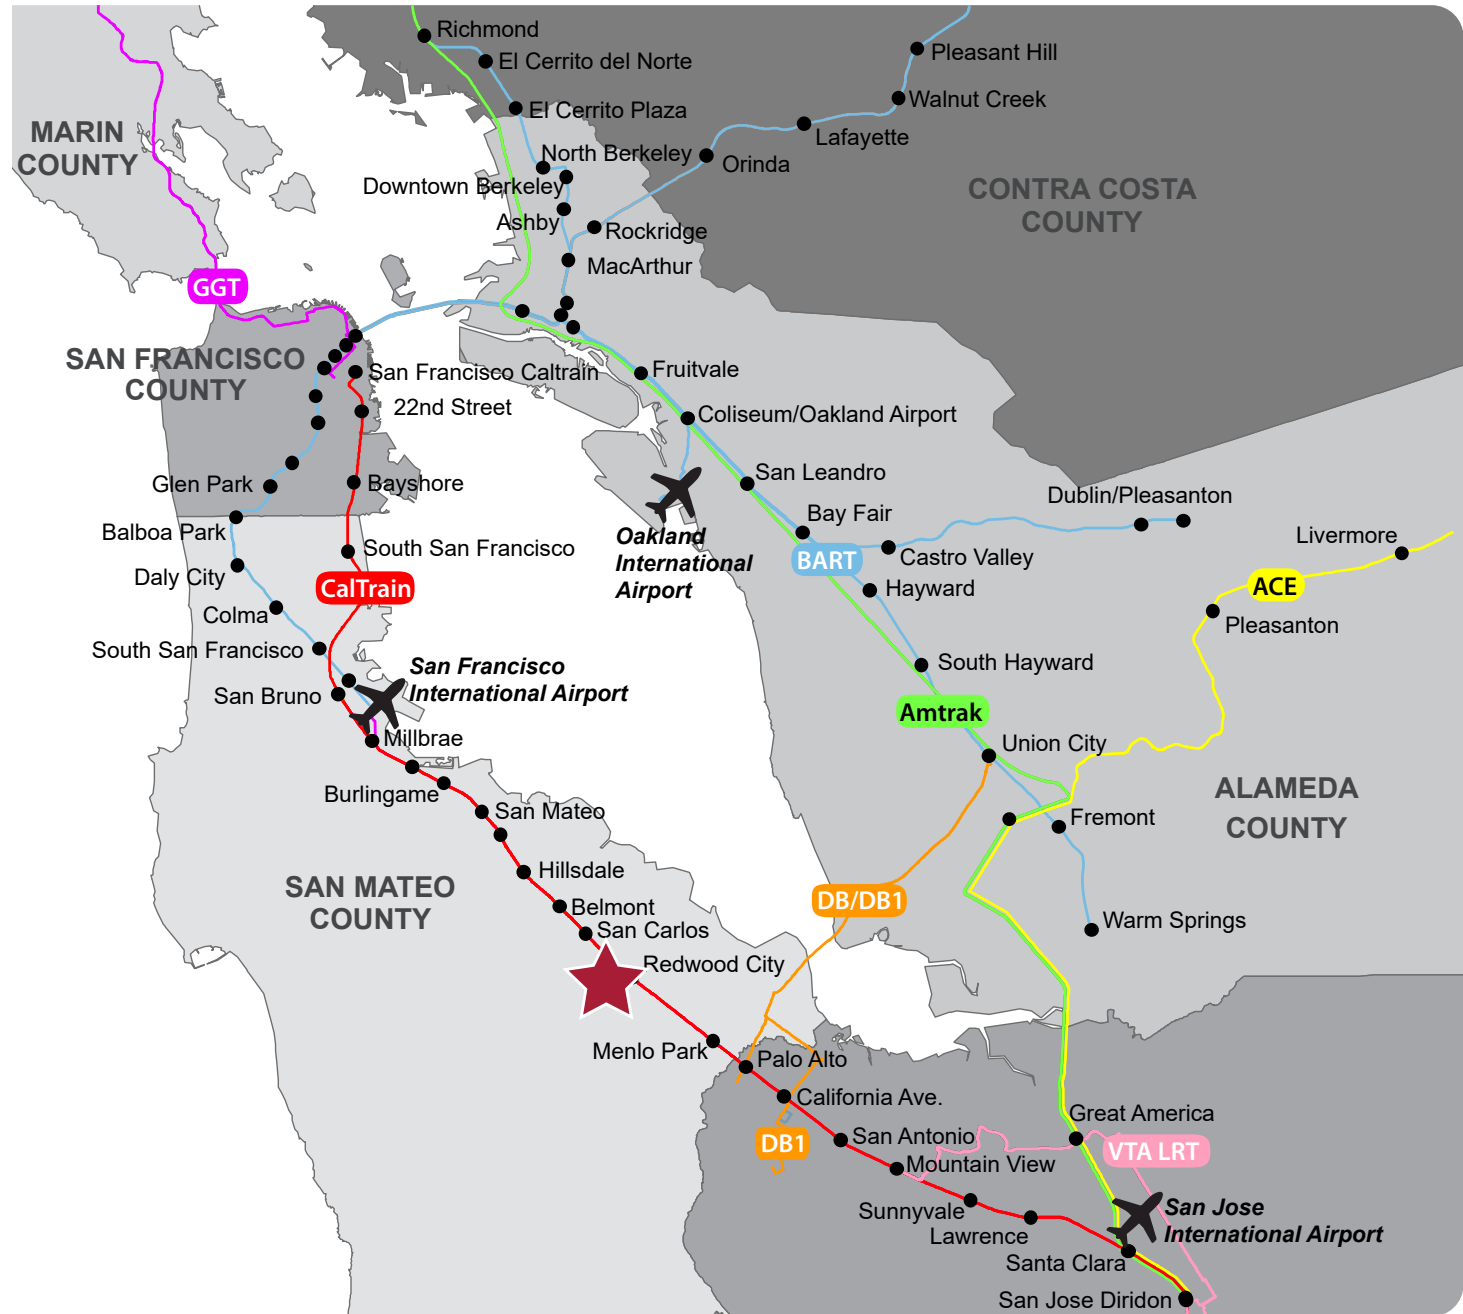 Richmond
El Cerrito del Norte
Pleasant Hill
El Cerrito Plaza
Walnut Creek
MARIN
COUNTY
Lafayette
North Berkeley
Orinda
Downtown Berkeley
CONTRA COSTA
COUNTY
Ashby
Rockridge
MacArthur
GGT
SAN FRANCISCO
COUNTY
San Francisco Caltrain
Fruitvale
22nd Street
Coliseum/Oakland Airport
San Leandro
Glen Park
Bayshore
Dublin/Pleasanton
Bay Fair
Balboa Park
Oakland
International
Airport
Livermore
South San Francisco
BART
Castro Valley
Daly City
CalTrain
Hayward
ACE
Colma
Pleasanton
South San Francisco
San Francisco
International Airport
South Hayward
San Bruno
Amtrak
Millbrae
Union City
Burlingame
San Mateo
ALAMEDA
COUNTY
Fremont
Hillsdale
SAN MATEO
COUNTY
DB/DB1
Belmont
San Carlos
Warm Springs
Redwood City
Menlo Park
Palo Alto
California Ave.
Great America
DB1
San Antonio
VTA LRT
Mountain View
Sunnyvale
San Jose
International Airport
Lawrence
Santa Clara
San Jose Diridon